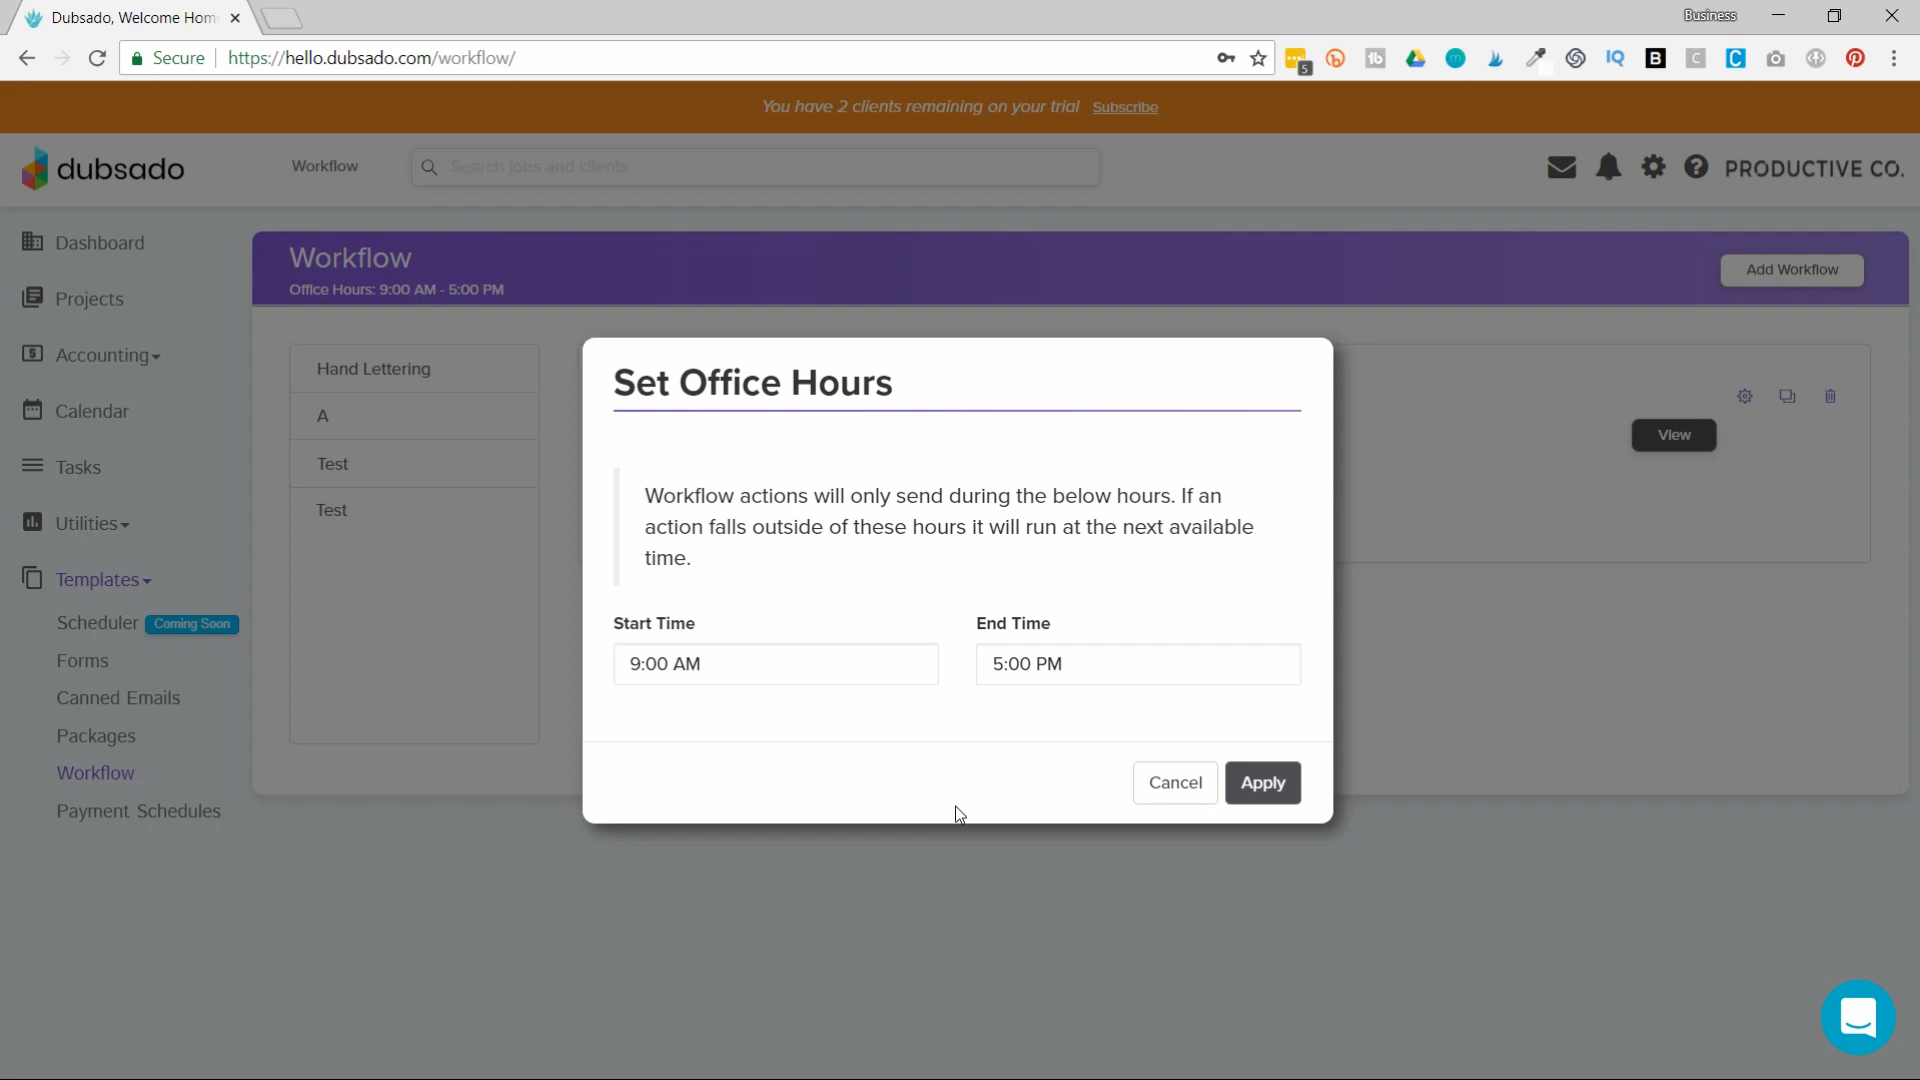 Dubsado, Welcome Hom
Business
Secure
https://hello.dubsado.com/workflow/
5
You have 2 clients remaining on your trial Subscribe
dubsado
Workflow
Search jobs and clients
PRODUCTIVE CO.
Dashboard
Projects
Accounting
Calendar
Tasks
Utilities
Templates
Scheduler Coming Soon
Forms
Canned Emails
Packages
Workflow
Payment Schedules
Workflow
Office Hours: 9:00 AM - 5:00 PM
Add Workflow
Hand Lettering
A
Test
Test
View
Set Office Hours
Workflow actions will only send during the below hours. If an
action falls outside of these hours it will run at the next available
time.
Start Time
End Time
9:00 AM
5:00 PM
Cancel
Apply